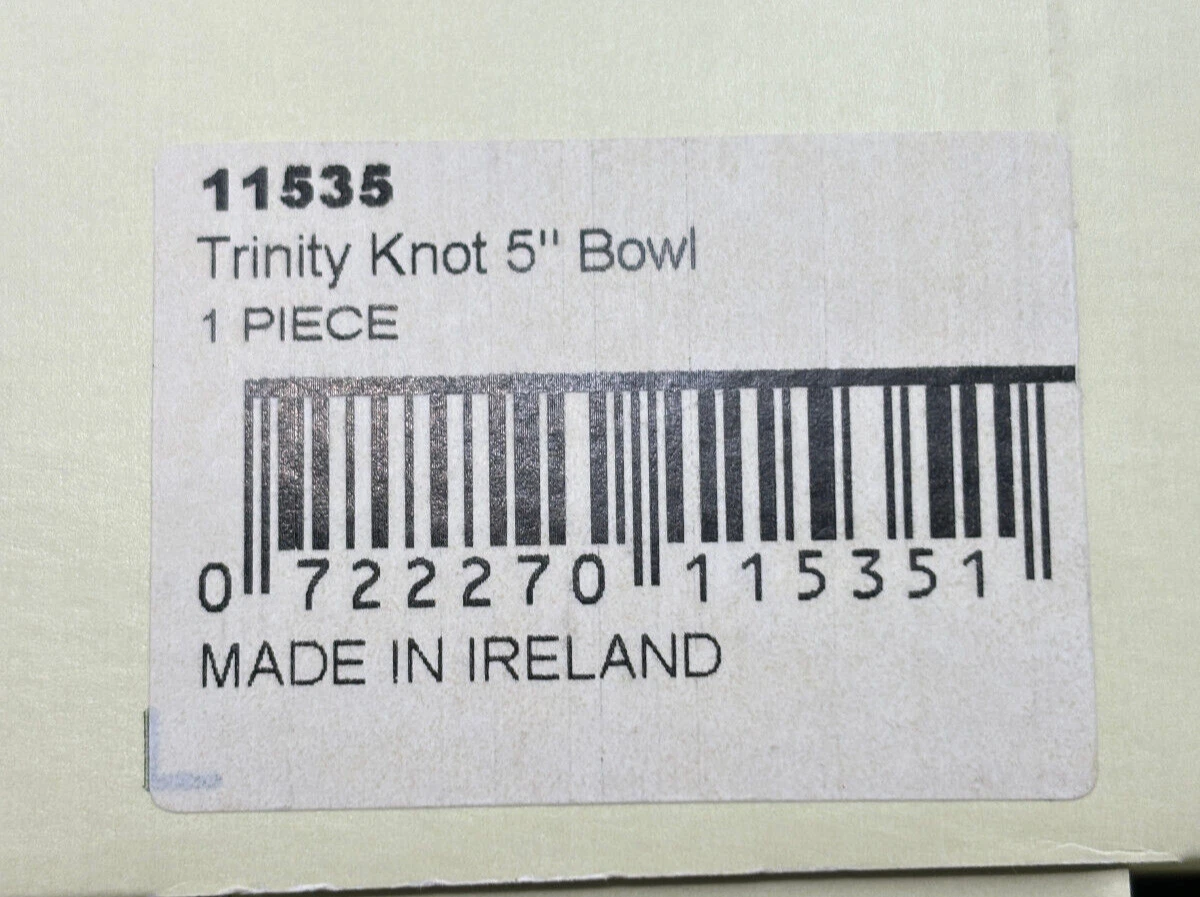 11535
Trinity Knot 5" Bowl
1 PIECE
0 722270 115351
MADE IN IRELAND